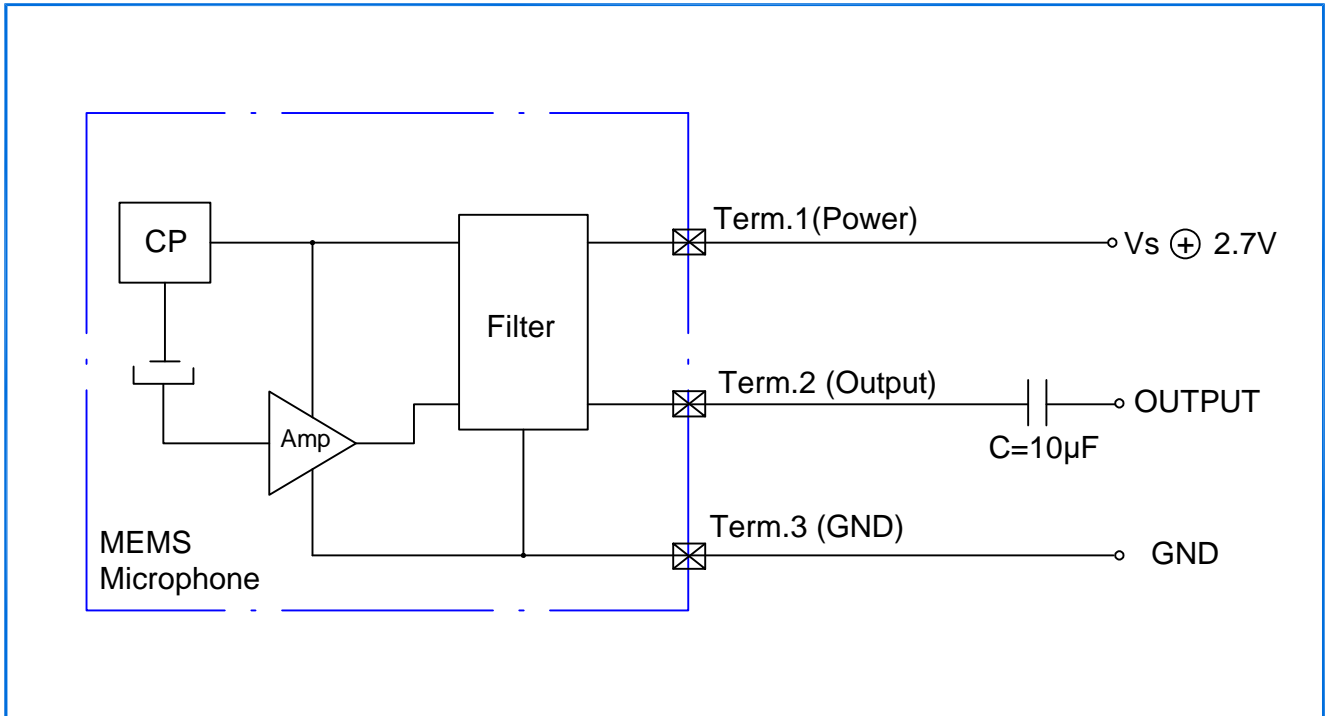 Term.1(Power)
CP
Vs ⊕ 2.7V
Filter
Term.2 (Output)
OUTPUT
Amp
C=10µF
Term.3 (GND)
MEMS
Microphone
GND